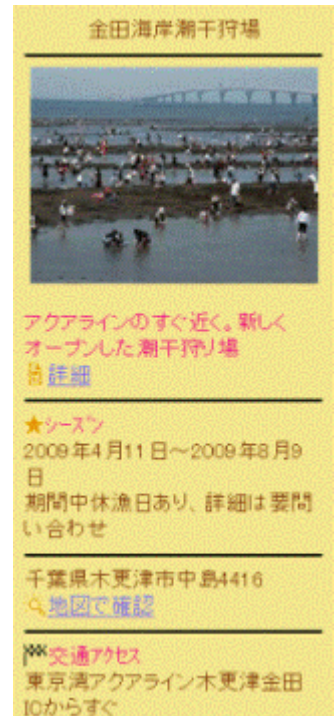 金田海岸潮干狩場
アクアラインのすぐ近く。新しく
オープンした潮干狩り場
詳細
★シーズン
2009年4月11日～2009年8月9
日
期間中休漁日あり、詳細は要問
い合わせ
千葉県木更津市中島4416
地図で確認
交通アクセス
東京湾アクアライン木更津金田
ICからすぐ